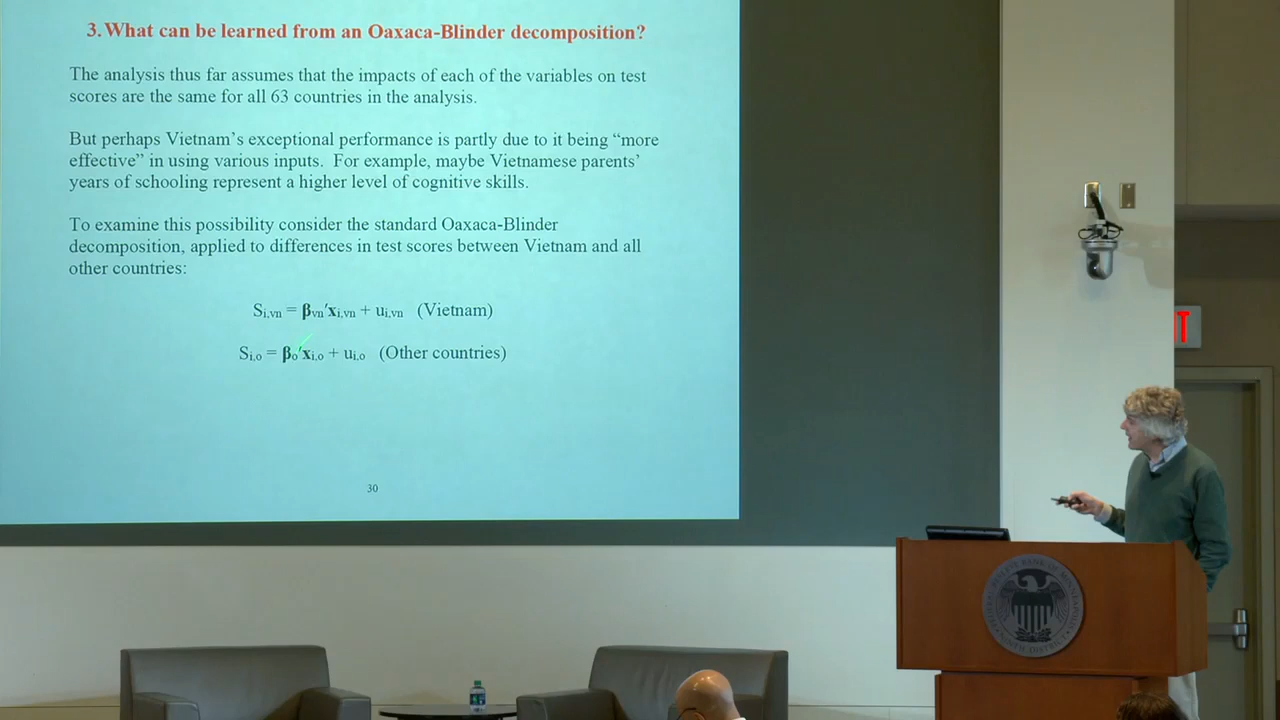 3. What can be learned from an Oaxaca-Blinder decomposition?
The analysis thus far assumes that the impacts of each of the variables on test
scores are the same for all 63 countries in the analysis.
But perhaps Vietnam's exceptional performance is partly due to it being “more
effective” in using various inputs. For example, maybe Vietnamese parents'
years of schooling represent a higher level of cognitive skills.
To examine this possibility consider the standard Oaxaca-Blinder
decomposition, applied to differences in test scores between Vietnam and all
other countries:
Si,vn = βvn′xi,vn + ui,vn (Vietnam)
Si,o = βo′xi,o + ui,o (Other countries)
30
IT